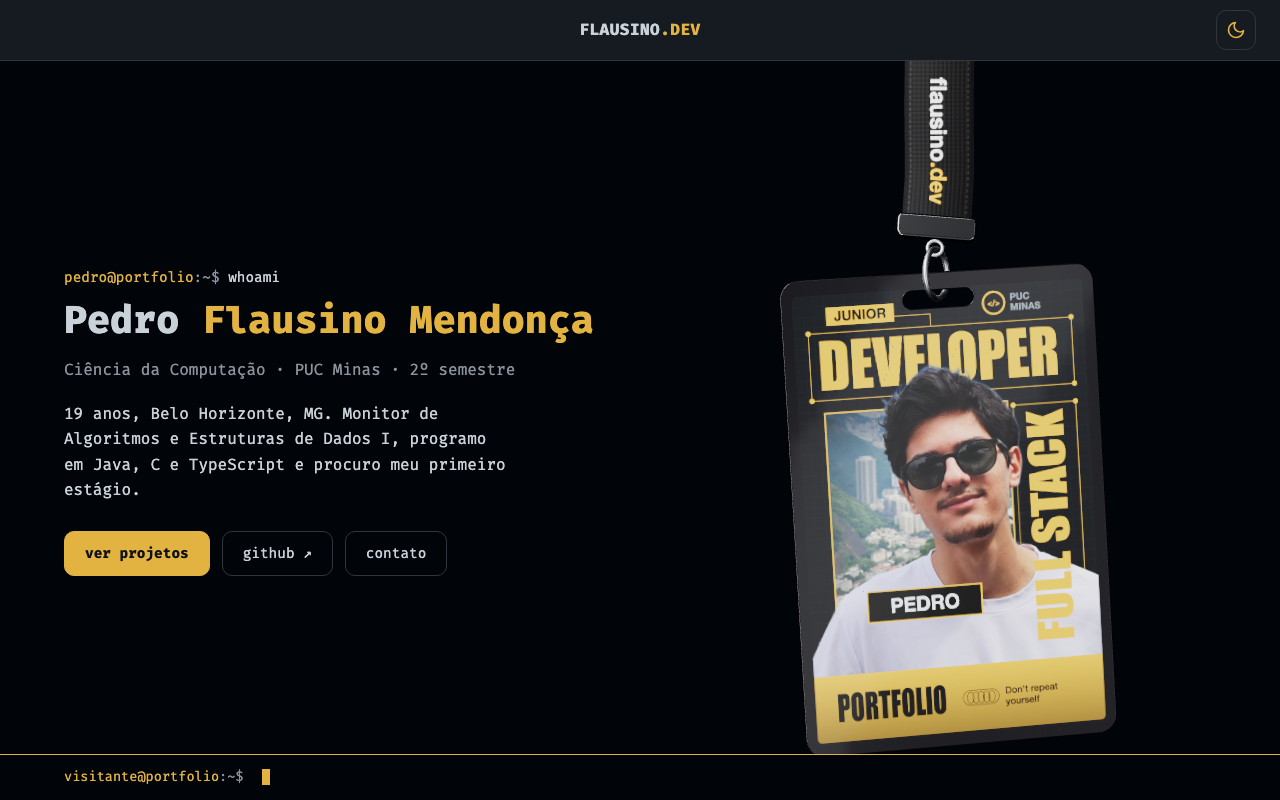 FLAUSINO.DEV
pedro@portfolio:~$ whoami
Pedro Flausino Mendonça
Ciência da Computação · PUC Minas · 2º semestre
19 anos, Belo Horizonte, MG. Monitor de
Algoritmos e Estruturas de Dados I, programo
em Java, C e TypeScript e procuro meu primeiro
estágio.
ver projetos
github ↗
contato
flausino.dev
JUNIOR
</>
PUC
MINAS
DEVELOPER
FULL STACK
PEDRO
PORTFOLIO
Don't repeat
yourself
visitante@portfolio:~$